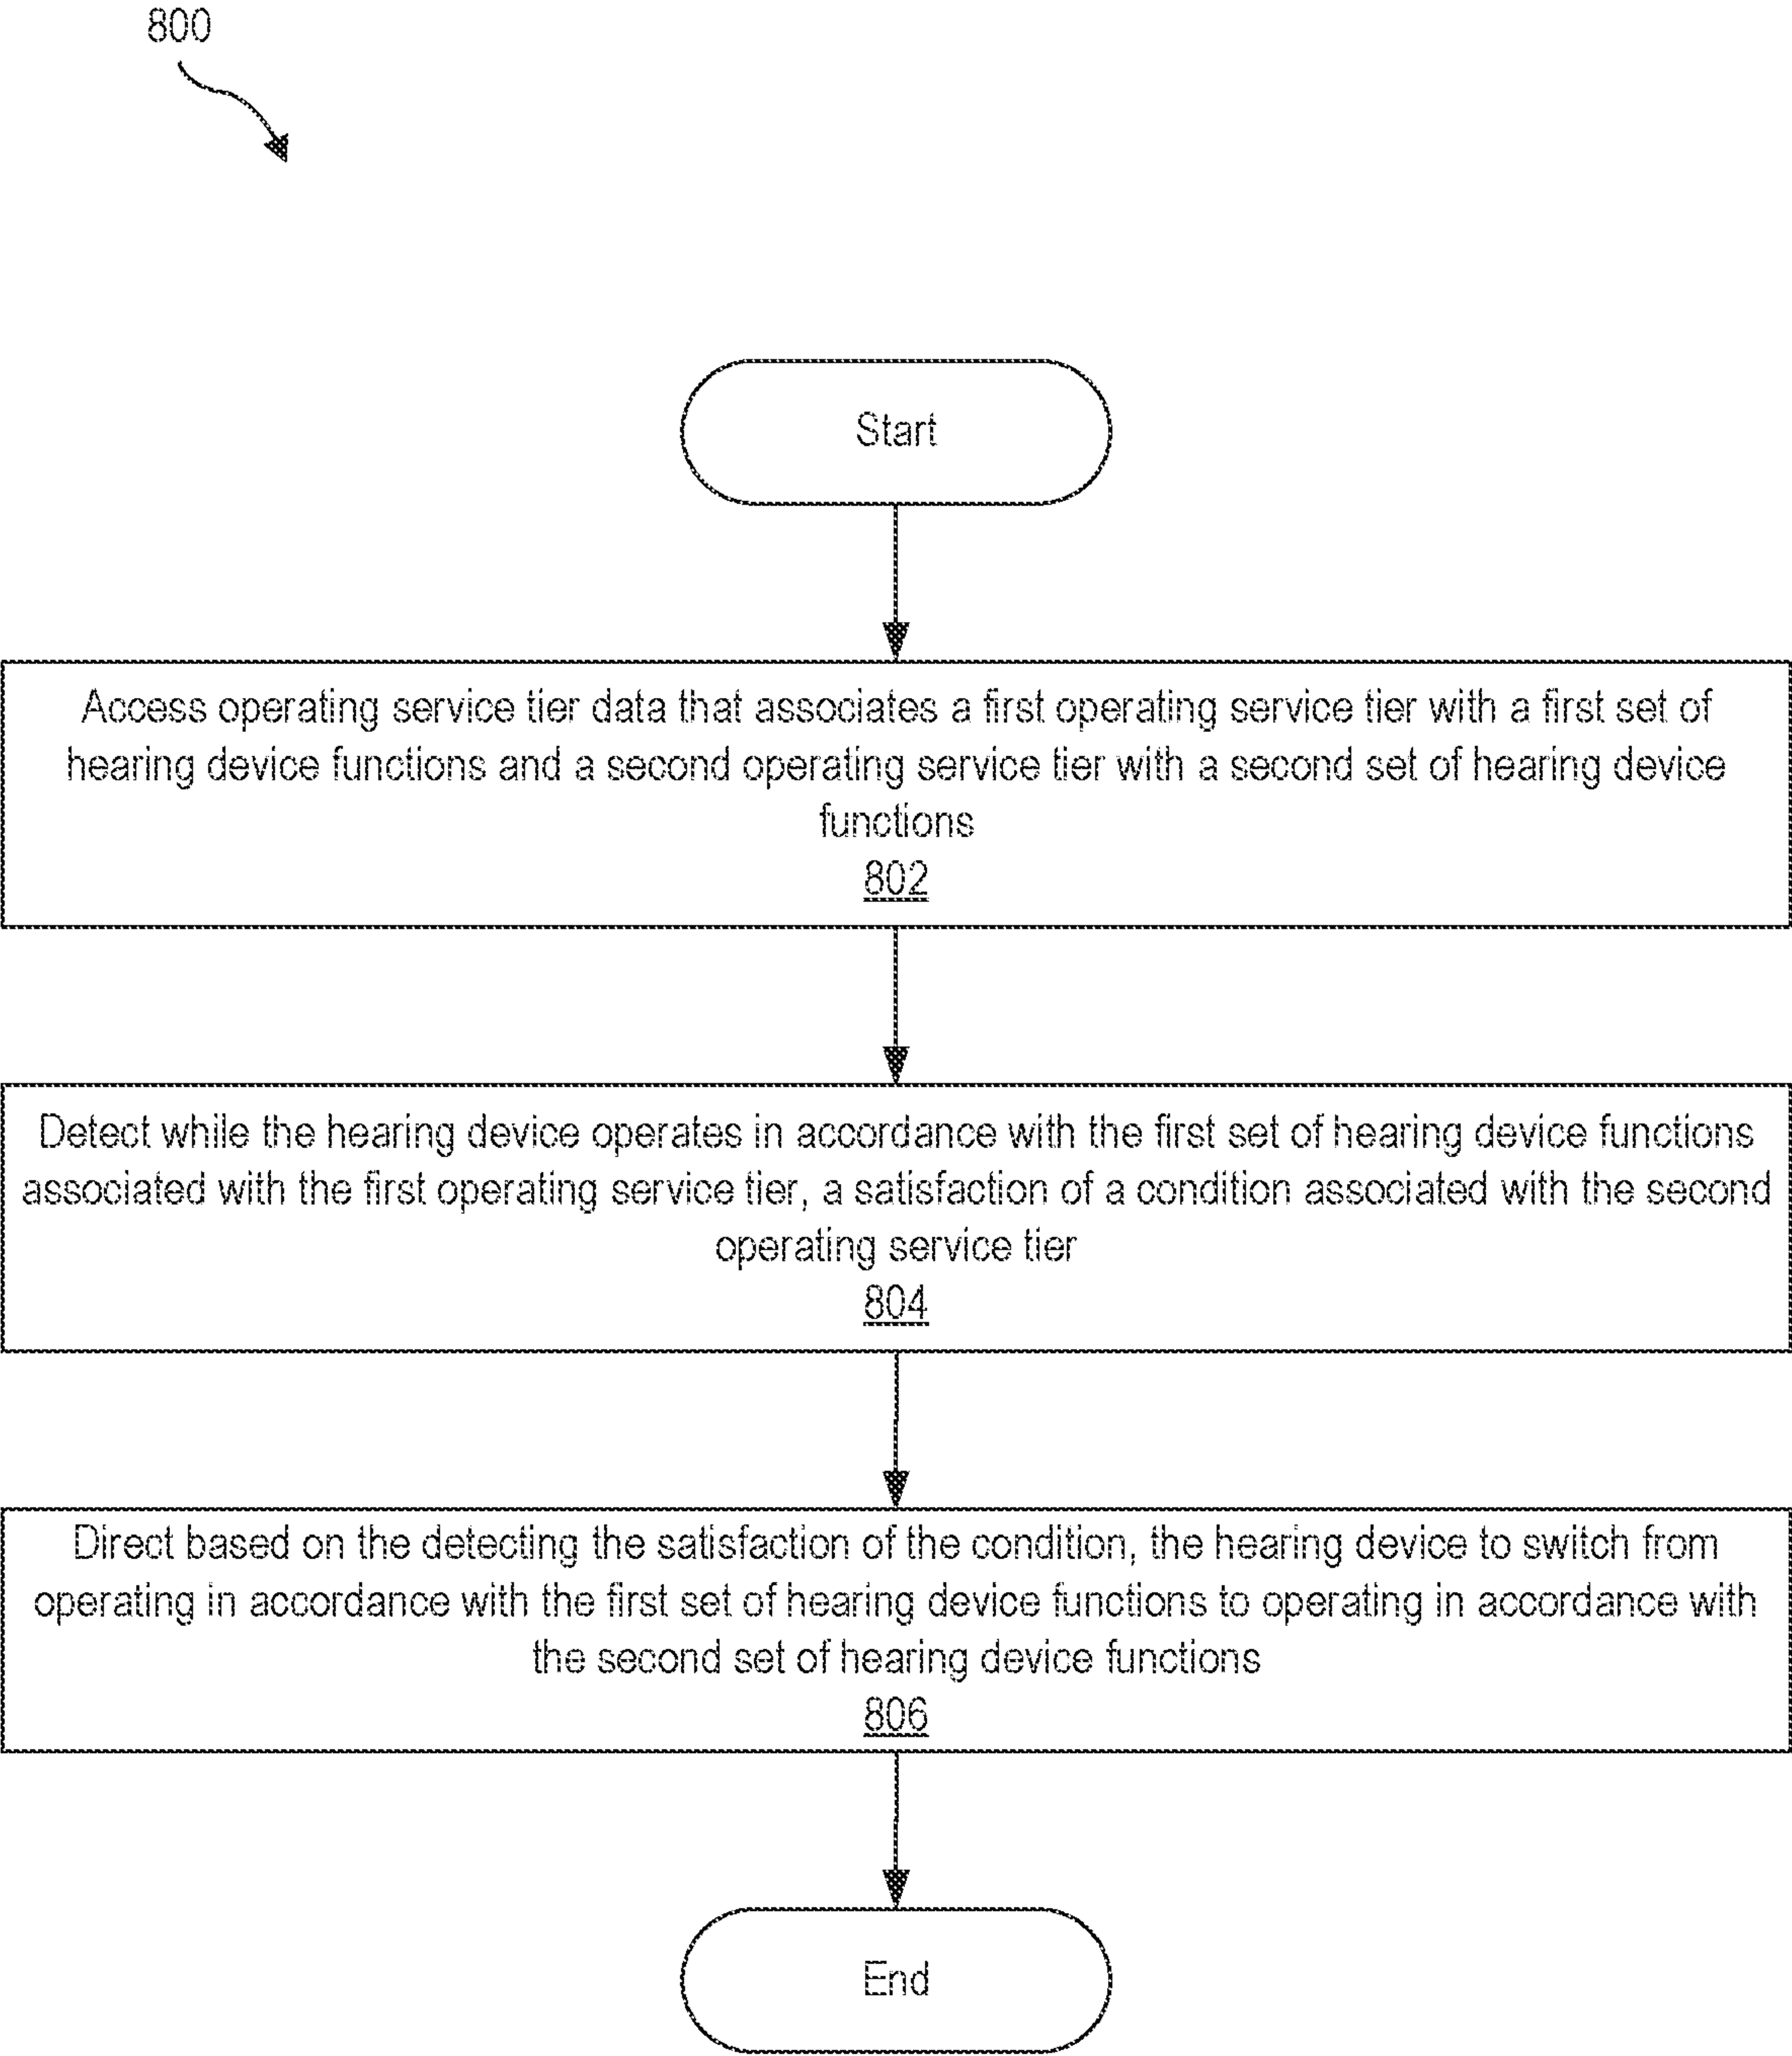 800
Start
Access operating service tier data that associates a first operating service tier with a first set of
hearing device functions and a second operating service tier with a second set of hearing device
functions
802
Detect while the hearing device operates in accordance with the first set of hearing device functions
associated with the first operating service tier, a satisfaction of a condition associated with the second
operating service tier
804
Direct based on the detecting the satisfaction of the condition, the hearing device to switch from
operating in accordance with the first set of hearing device functions to operating in accordance with
the second set of hearing device functions
806
End